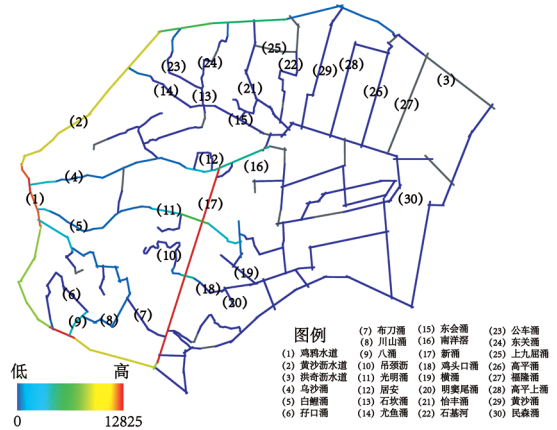 (1)
(2)
(3)
(4)
(5)
(6)
(7)
(8)
(9)
(10)
(11)
(12)
(13)
(14)
(15)
(16)
(17)
(18)
(19)
(20)
(21)
(22)
(23)
(24)
(25)
(26)
(27)
(28)
(29)
(30)
低 高
0 12825
图例
(1) 鸡鸦水道
(2) 黄沙沥水道
(3) 洪奇沥水道
(4) 乌沙涌
(5) 白鲤涌
(6) 孖口涌
(7) 布刀涌
(8) 川山涌
(9) 八涌
(10) 吊颈沥
(11) 光明涌
(12) 居安
(13) 石坎涌
(14) 尤鱼涌
(15) 东会涌
(16) 南洋滘
(17) 新涌
(18) 鸡头口涌
(19) 横涌
(20) 明窦尾涌
(21) 怡丰涌
(22) 石基河
(23) 公车涌
(24) 东关涌
(25) 上九屈涌
(26) 高平涌
(27) 福隆涌
(28) 高平上涌
(29) 黄沙涌
(30) 民森涌